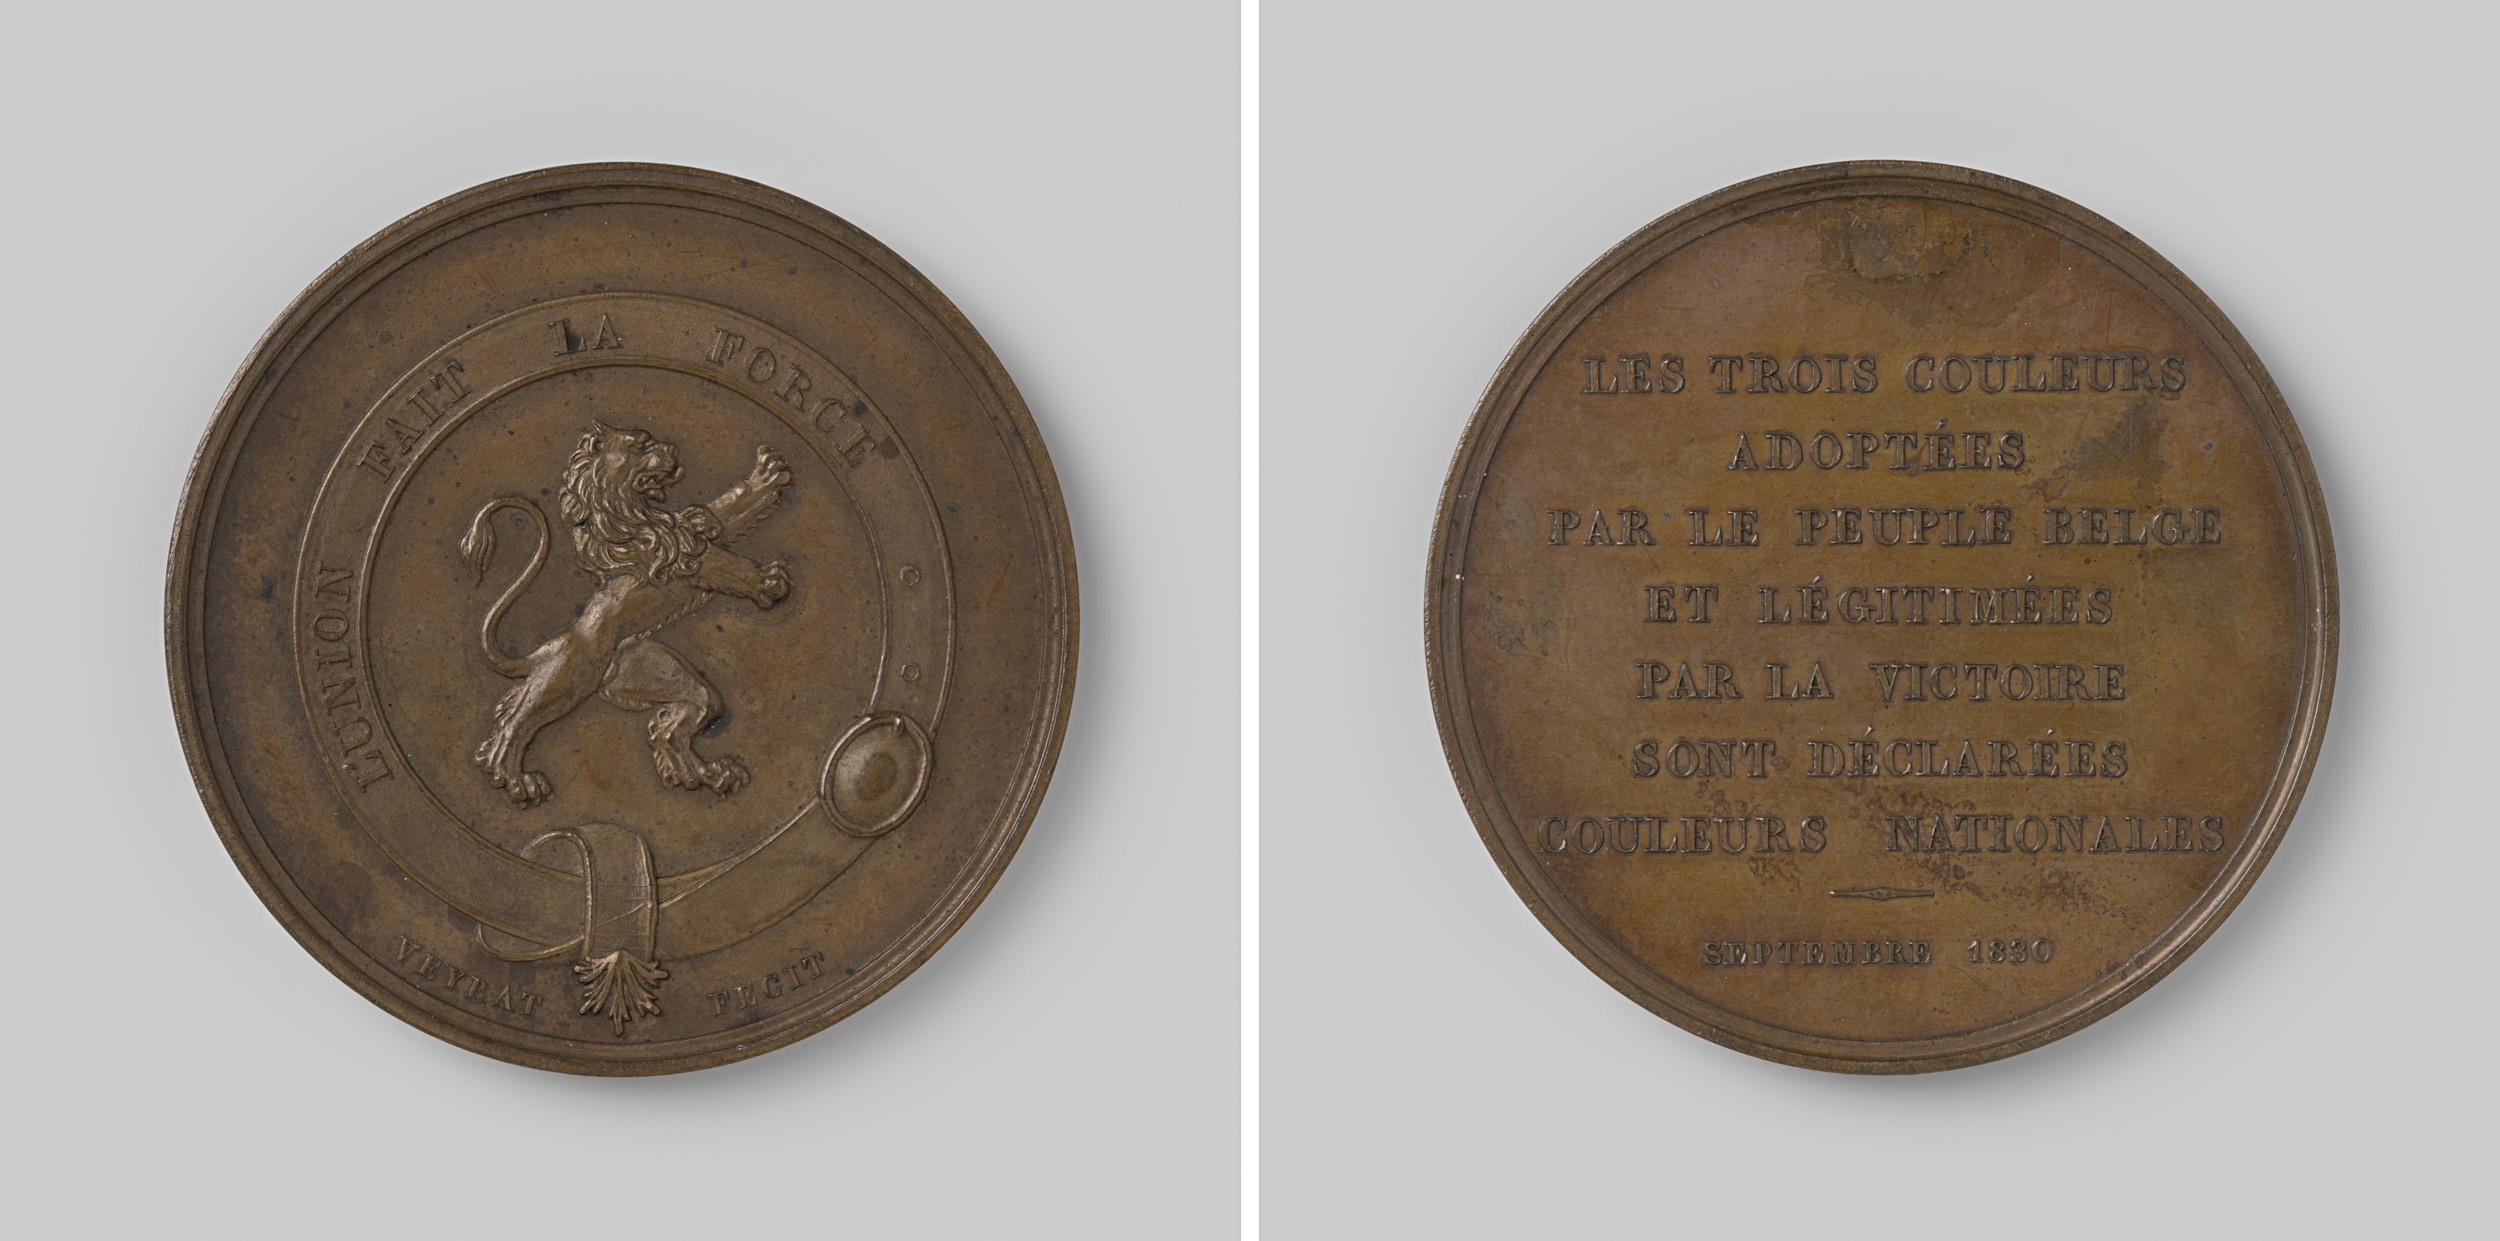 L'UNION FAIT LA FORCE
VEYRAT FECIT
LES TROIS COULEURS
ADOPTÉES
PAR LE PEUPLE BELGE
ET LÉGITIMÉES
PAR LA VICTOIRE
SONT DÉCLARÉES
COULEURS NATIONALES
SEPTEMBRE 1830